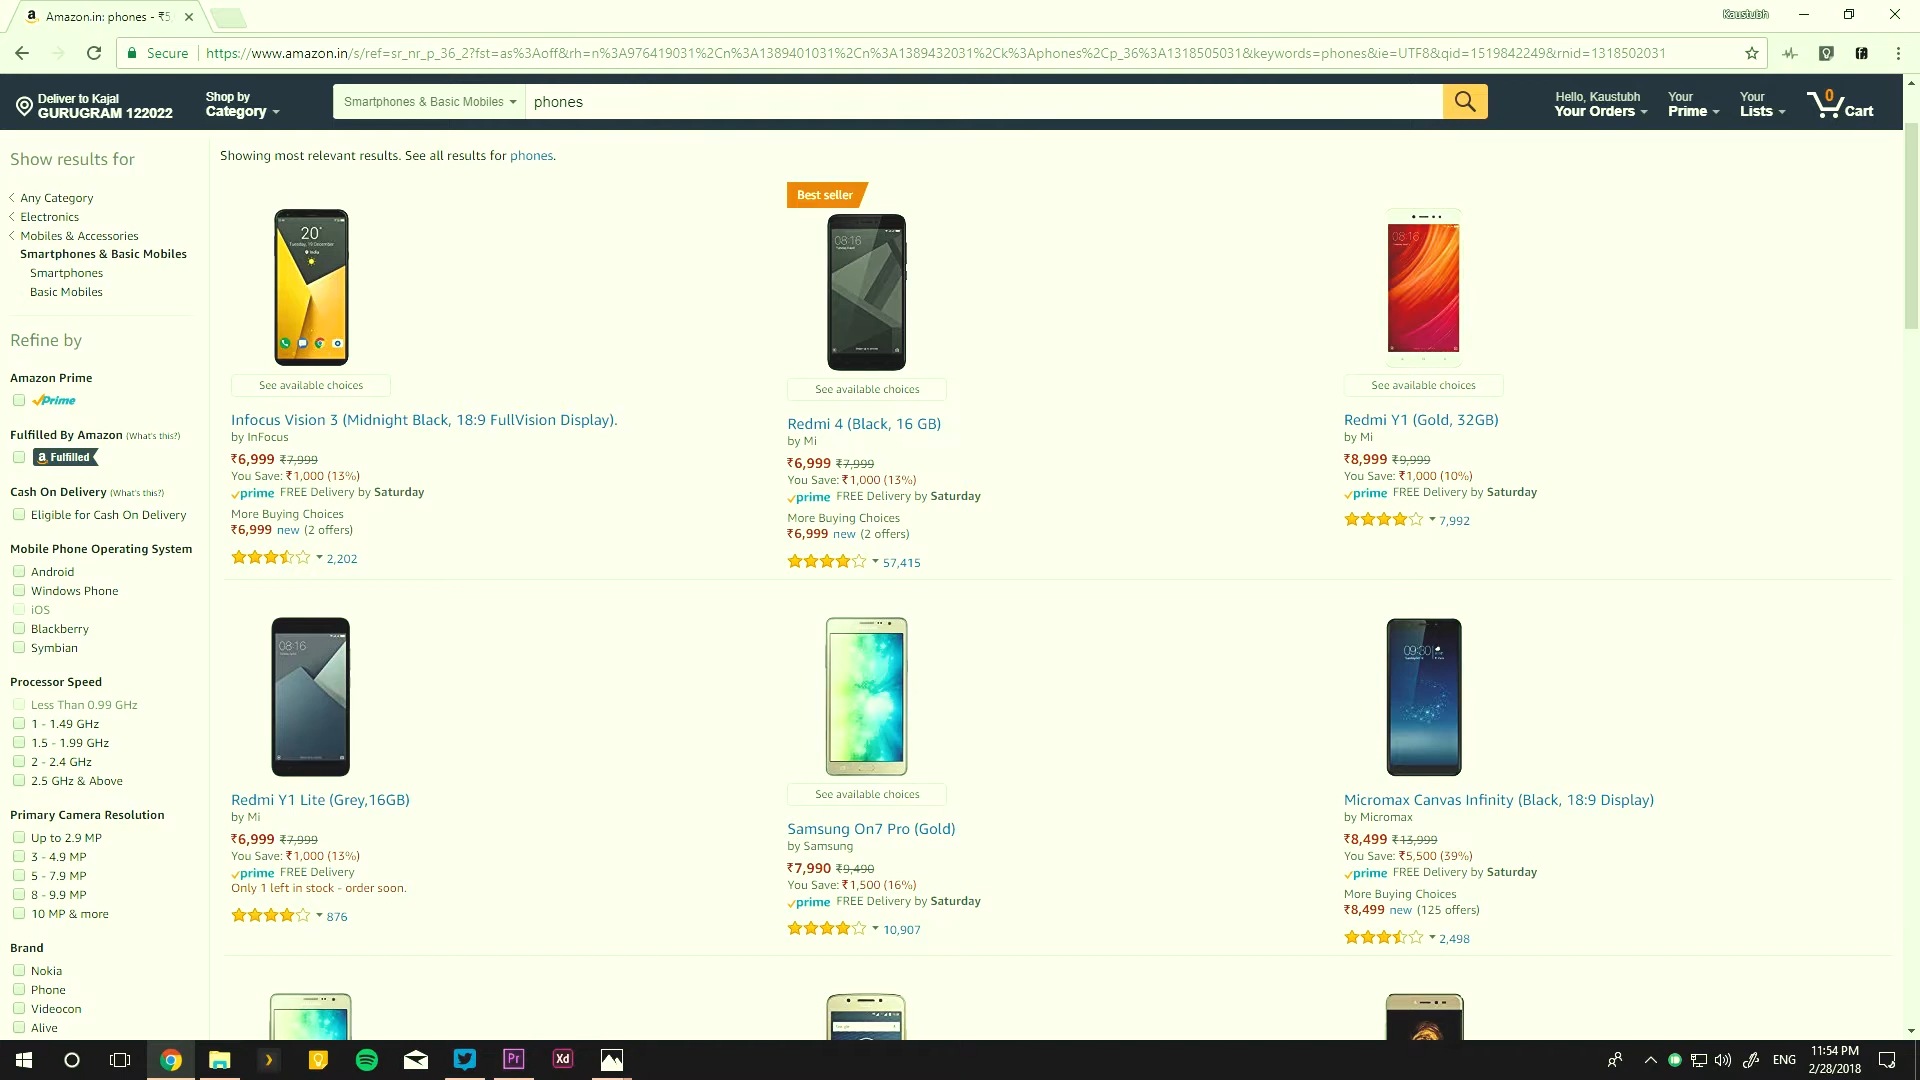 Amazon.in: phones - ₹5
Kaustubh
Secure
https://www.amazon.in/s/ref=sr_nr_p_36_2?fst=as%3Aoff&rh=n%3A976419031%2Cn%3A1389401031%2Cn%3A1389432031%2Ck%3Aphones%2Cp_36%3A1318505031&keywords=phones&ie=UTF8&qid=1519842249&rnid=1318502031
Deliver to Kajal
GURUGRAM 122022
Shop by
Category
Smartphones & Basic Mobiles
phones
Hello, Kaustubh
Your Orders
Your
Prime
Your
Lists
0
Cart
Show results for
Any Category
Electronics
Mobiles & Accessories
Smartphones & Basic Mobiles
Smartphones
Basic Mobiles
Refine by
Amazon Prime
Prime
Fulfilled By Amazon (What's this?)
a Fulfilled
Cash On Delivery (What's this?)
Eligible for Cash On Delivery
Mobile Phone Operating System
Android
Windows Phone
iOS
Blackberry
Symbian
Processor Speed
Less Than 0.99 GHz
1 - 1.49 GHz
1.5 - 1.99 GHz
2 - 2.4 GHz
2.5 GHz & Above
Primary Camera Resolution
Up to 2.9 MP
3 - 4.9 MP
5 - 7.9 MP
8 - 9.9 MP
10 MP & more
Brand
Nokia
Phone
Videocon
Alive
Showing most relevant results. See all results for phones.
20°
Tuesday, 19 December
India
See available choices
Infocus Vision 3 (Midnight Black, 18:9 FullVision Display).
by InFocus
₹6,999 ₹7,999
You Save: ₹1,000 (13%)
prime FREE Delivery by Saturday
More Buying Choices
₹6,999 new (2 offers)
2,202
Best seller
08:16
See available choices
Redmi 4 (Black, 16 GB)
by Mi
₹6,999 ₹7,999
You Save: ₹1,000 (13%)
prime FREE Delivery by Saturday
More Buying Choices
₹6,999 new (2 offers)
57,415
08:16
See available choices
Redmi Y1 (Gold, 32GB)
by Mi
₹8,999 ₹9,999
You Save: ₹1,000 (10%)
prime FREE Delivery by Saturday
7,992
08:16
Redmi Y1 Lite (Grey,16GB)
by Mi
₹6,999 ₹7,999
You Save: ₹1,000 (13%)
prime FREE Delivery
Only 1 left in stock - order soon.
876
See available choices
Samsung On7 Pro (Gold)
by Samsung
₹7,990 ₹9,490
You Save: ₹1,500 (16%)
prime FREE Delivery by Saturday
10,907
09:30
Micromax Canvas Infinity (Black, 18:9 Display)
by Micromax
₹8,499 ₹13,999
You Save: ₹5,500 (39%)
prime FREE Delivery by Saturday
More Buying Choices
₹8,499 new (125 offers)
2,498
Pr
Xd
ENG
11:54 PM
2/28/2018